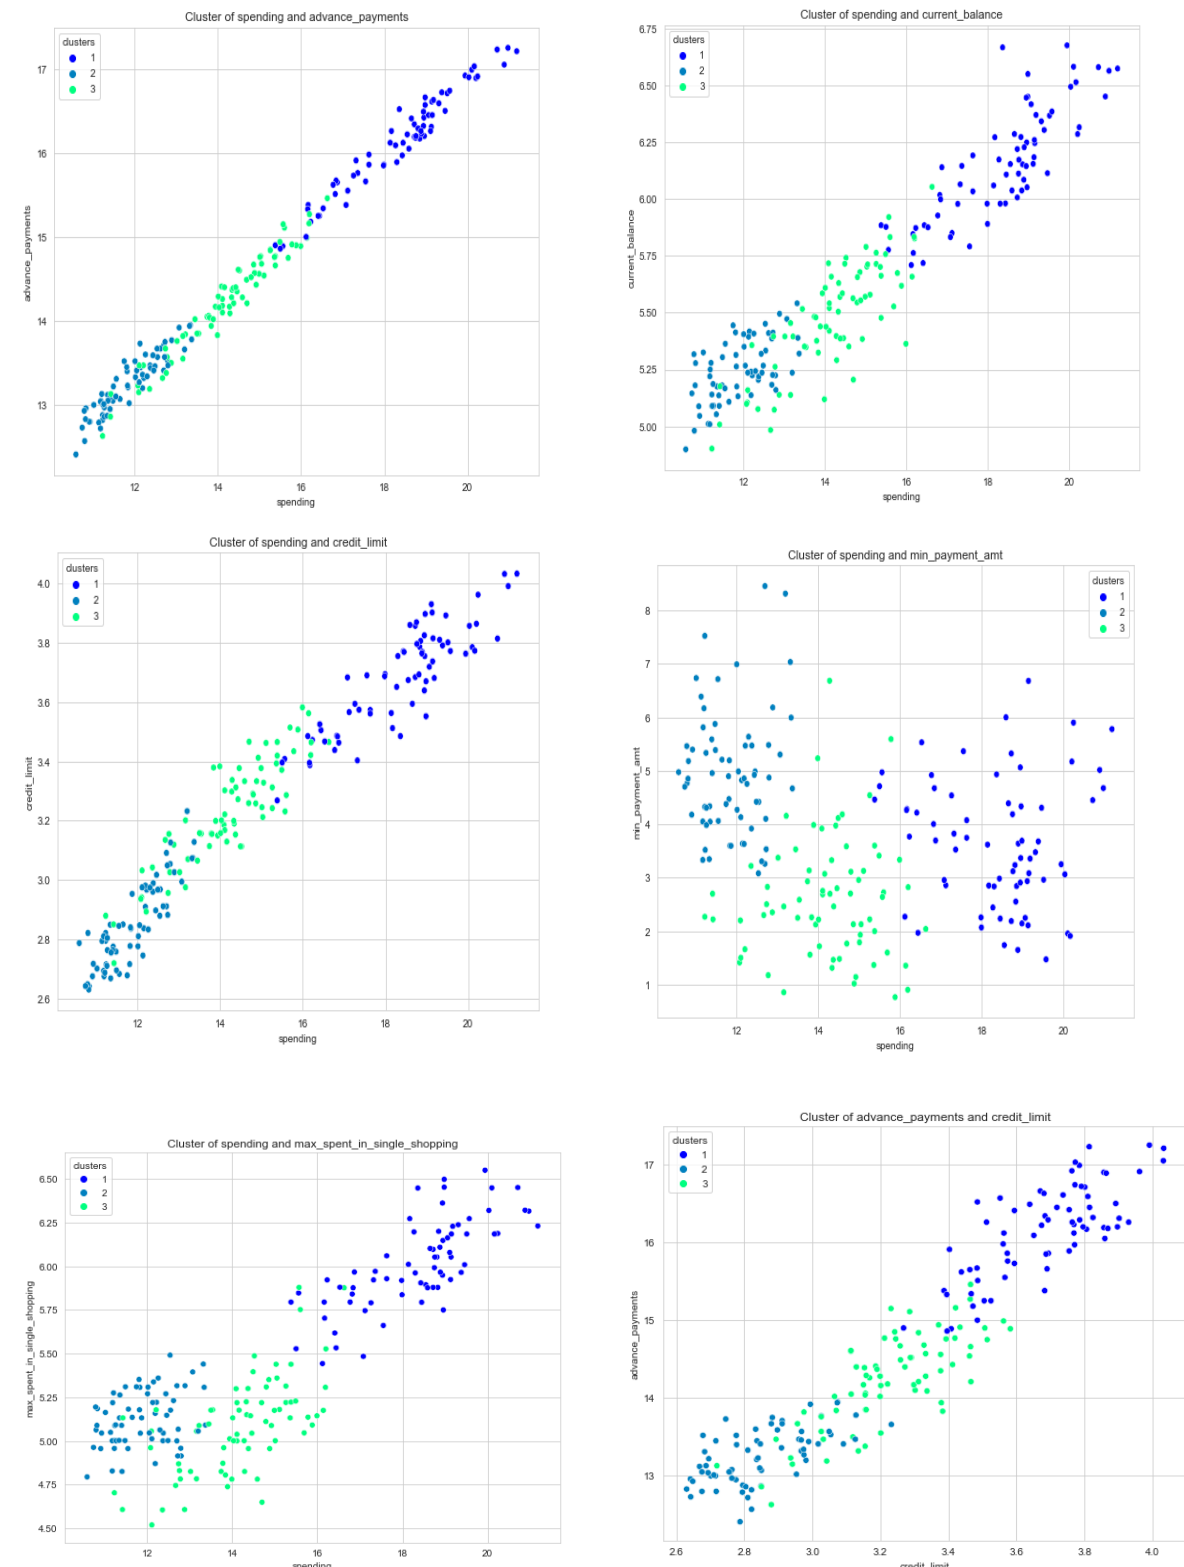 Cluster of spending and advance_payments
clusters
1
2
3
17
16
15
14
13
advance_payments
12 14 16 18 20
spending
Cluster of spending and current_balance
clusters
1
2
3
6.75
6.50
6.25
6.00
5.75
5.50
5.25
5.00
current_balance
12 14 16 18 20
spending
Cluster of spending and credit_limit
clusters
1
2
3
4.0
3.8
3.6
3.4
3.2
3.0
2.8
2.6
credit_limit
12 14 16 18 20
spending
Cluster of spending and min_payment_amt
clusters
1
2
3
8
7
6
5
4
3
2
1
min_payment_amt
12 14 16 18 20
spending
Cluster of spending and max_spent_in_single_shopping
clusters
1
2
3
6.50
6.25
6.00
5.75
5.50
5.25
5.00
4.75
4.50
max_spent_in_single_shopping
12 14 16 18 20
spending
Cluster of advance_payments and credit_limit
clusters
1
2
3
17
16
15
14
13
advance_payments
2.6 2.8 3.0 3.2 3.4 3.6 3.8 4.0
credit_limit